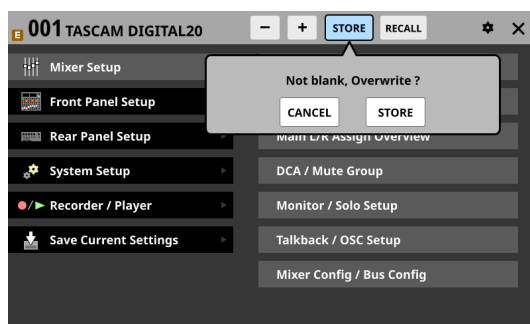 E 001 TASCAM DIGITAL20 − + STORE RECALL
Mixer Setup
Not blank, Overwrite ?
CANCEL STORE
Front Panel Setup
Rear Panel Setup
Main L/R Assign Overview
System Setup
DCA / Mute Group
Recorder / Player
Monitor / Solo Setup
Save Current Settings
Talkback / OSC Setup
Mixer Config / Bus Config